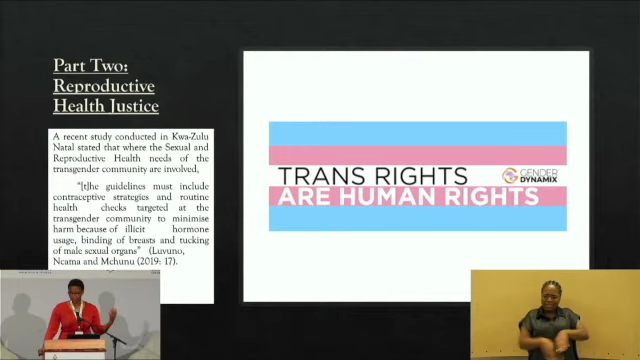 Part Two:
Reproductive
Health Justice
A recent study conducted in Kwa-Zulu
Natal stated that where the Sexual and
Reproductive Health needs of the
transgender community are involved,
“[t]he guidelines must include
contraceptive strategies and routine
health checks targeted at the
transgender community to minimise
harm because of illicit hormone
usage, binding of breasts and tucking
of male sexual organs” (Luvuno,
Ncama and Mchunu (2019: 17).
TRANS RIGHTS
ARE HUMAN RIGHTS
GENDER
DYNAMIX